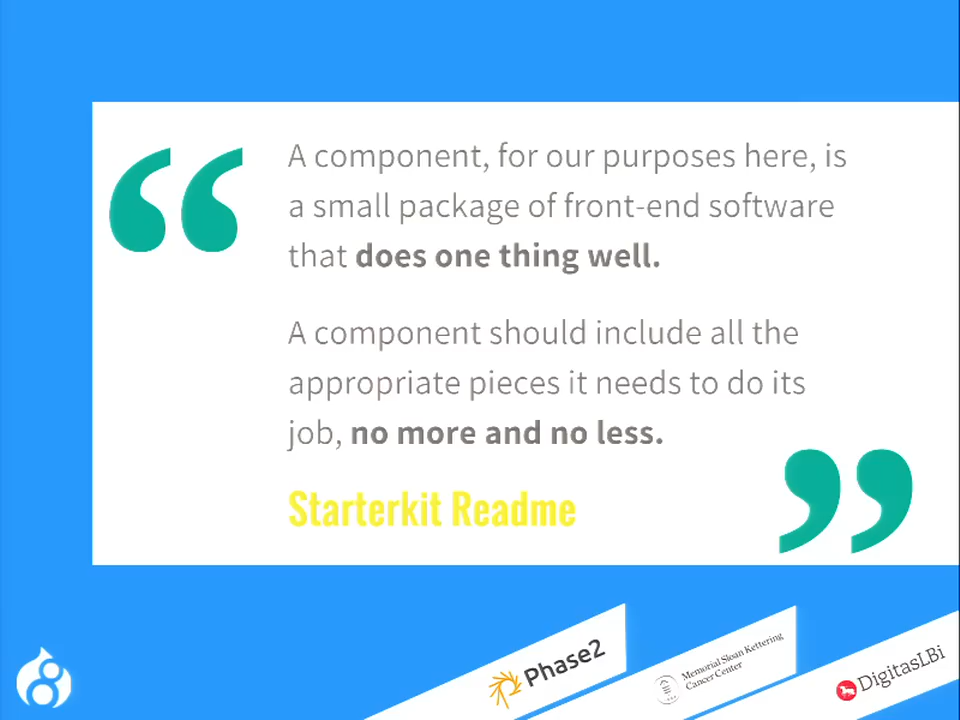 A component, for our purposes here, is
a small package of front-end software
that does one thing well.
A component should include all the
appropriate pieces it needs to do its
job, no more and no less.
Starterkit Readme
Phase2
Memorial Sloan Kettering
Cancer Center
DigitasLBi
8